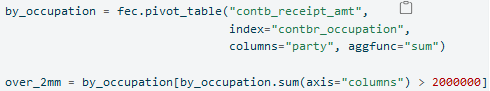 by_occupation = fec.pivot_table("contb_receipt_amt",
                                index="contbr_occupation",
                                columns="party", aggfunc="sum")

over_2mm = by_occupation[by_occupation.sum(axis="columns") > 2000000]